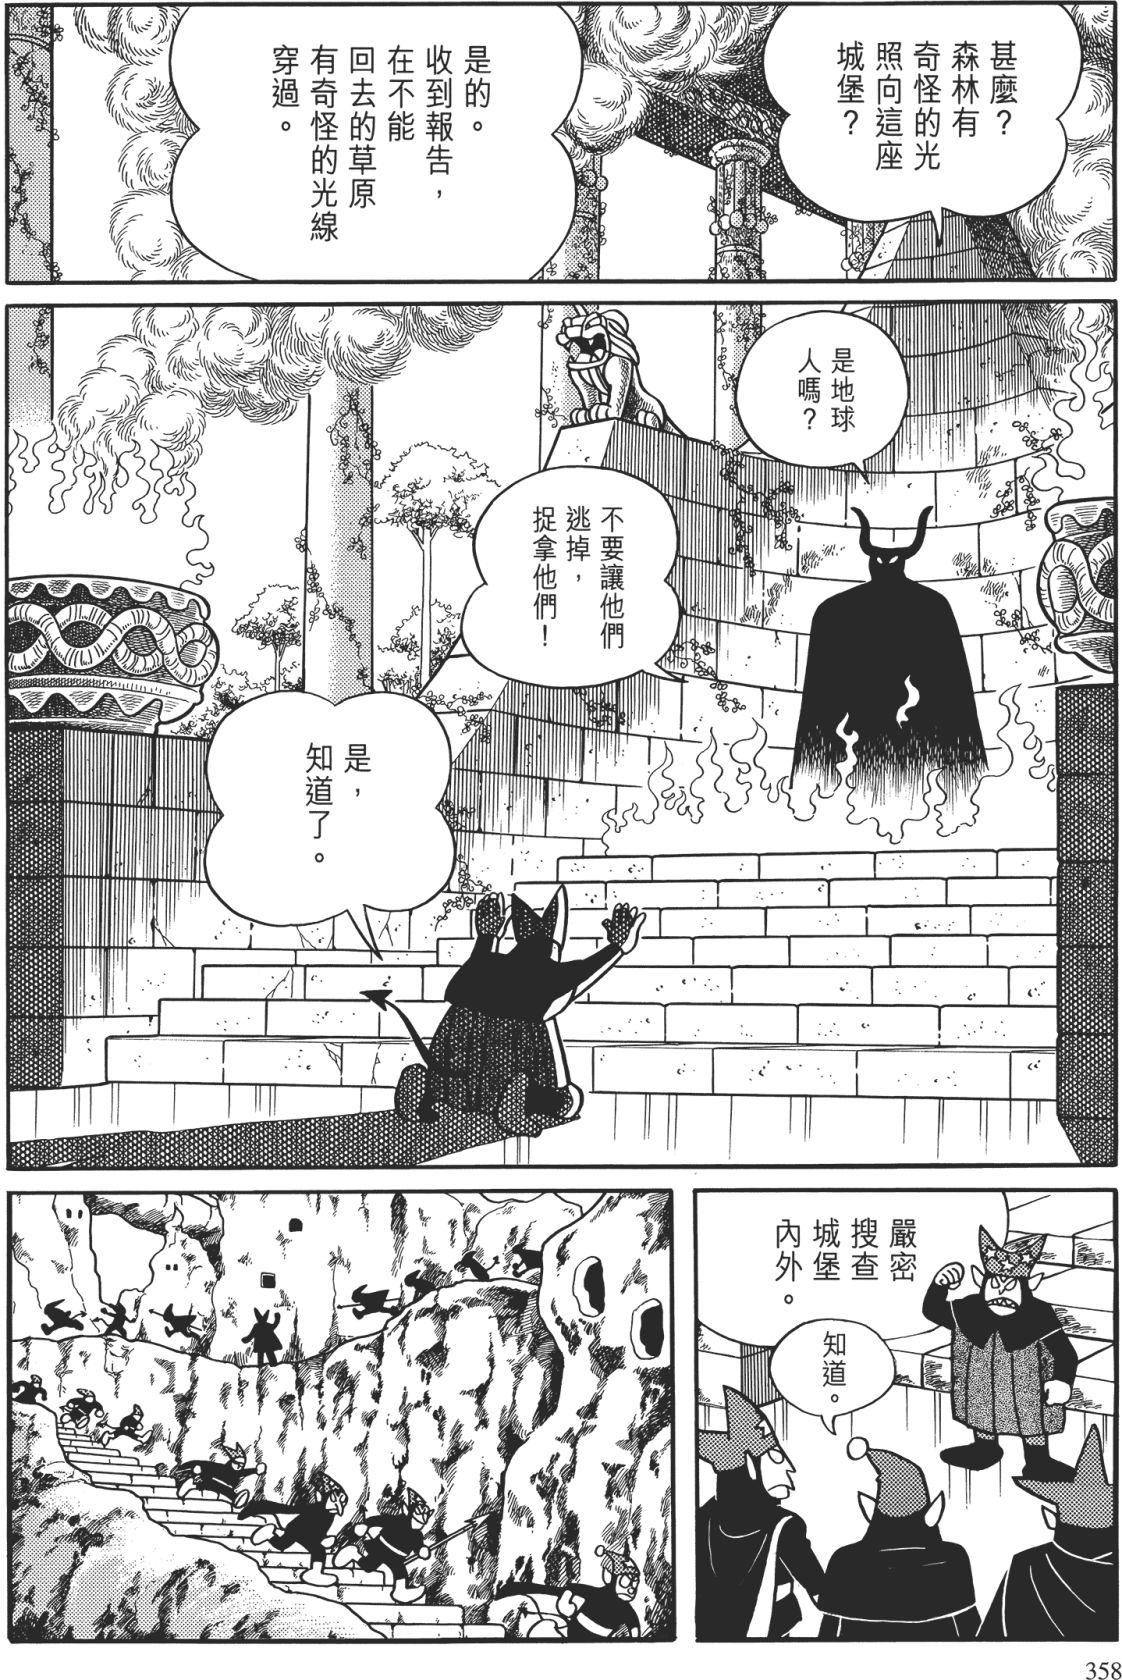 甚麼？
森林有
奇怪的光
照向這座
城堡？
是的。
收到報告，
在不能
回去的草原
有奇怪的光線
穿過。
是地球
人嗎？
不要讓他們
逃掉，
捉拿他們！
是，
知道了。
嚴密
搜查
城堡
內外。
知道。
358